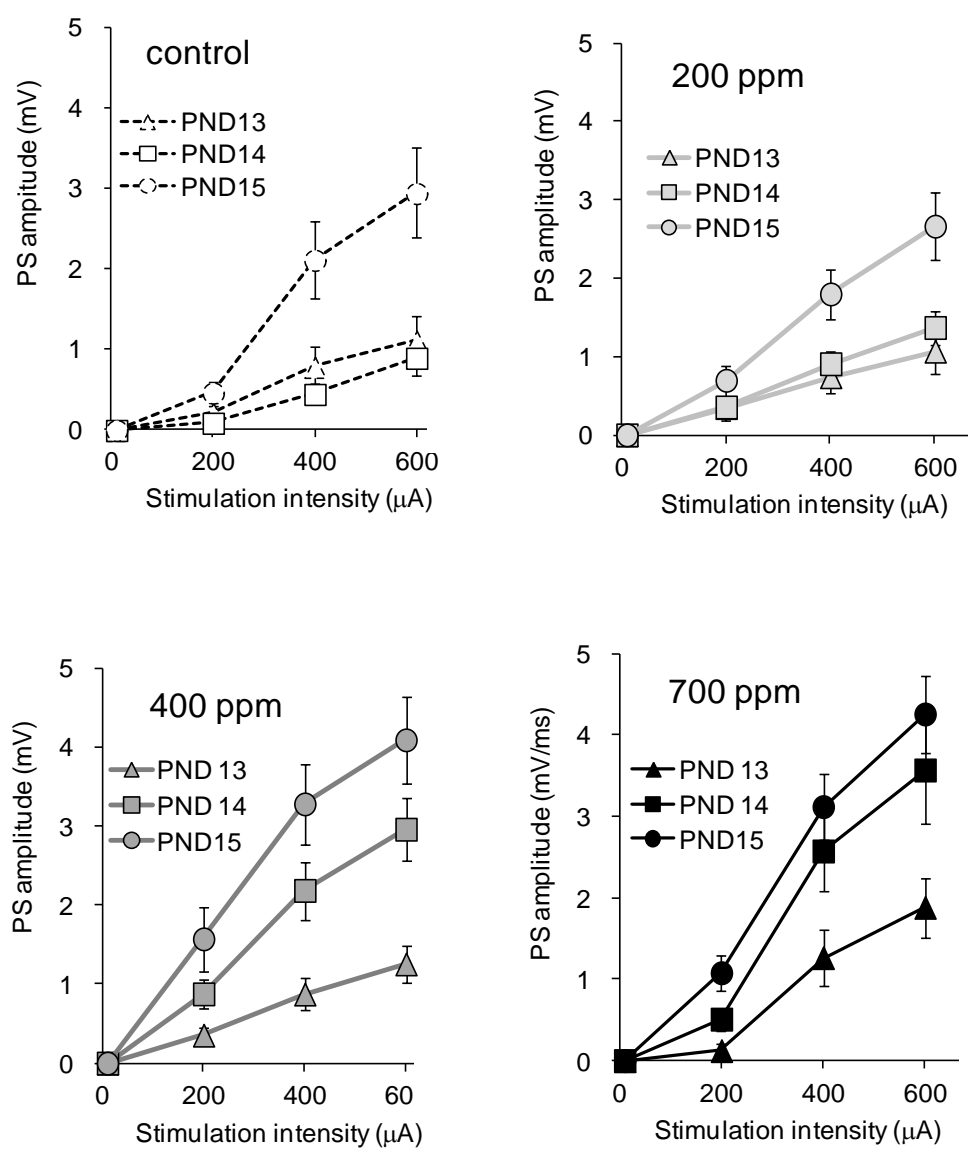 control
PS ampitude (mV)
5
4
3
2
1
0
PND13
PND14
PND15
0 200 400 600
Stimulation intensity (μA)
200 ppm
PS amplitude (mV)
5
4
3
2
1
0
PND13
PND14
PND15
0 200 400 600
Stimulation intensity (μA)
400 ppm
PS amplitude (mV)
5
4
3
2
1
0
PND 13
PND 14
PND15
0 200 400 60
Stimulation intensity (μA)
700 ppm
PS amplitude (mV/ms)
5
4
3
2
1
0
PND 13
PND 14
PND15
0 200 400 600
Stimulation intensity (μA)